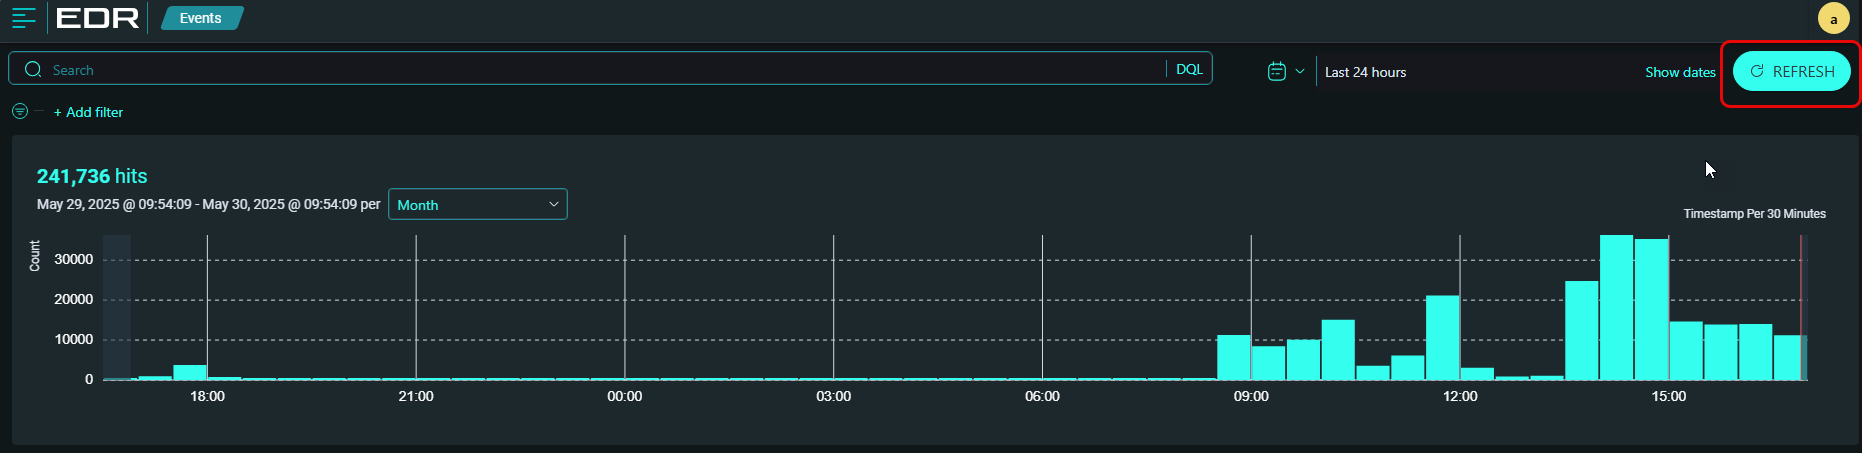 EDR Events a
Search DQL Last 24 hours Show dates REFRESH
+ Add filter
241,736 hits
May 29, 2025 @ 09:54:09 - May 30, 2025 @ 09:54:09 per Month
Timestamp Per 30 Minutes
Count
30000
20000
10000
0
18:00 21:00 00:00 03:00 06:00 09:00 12:00 15:00